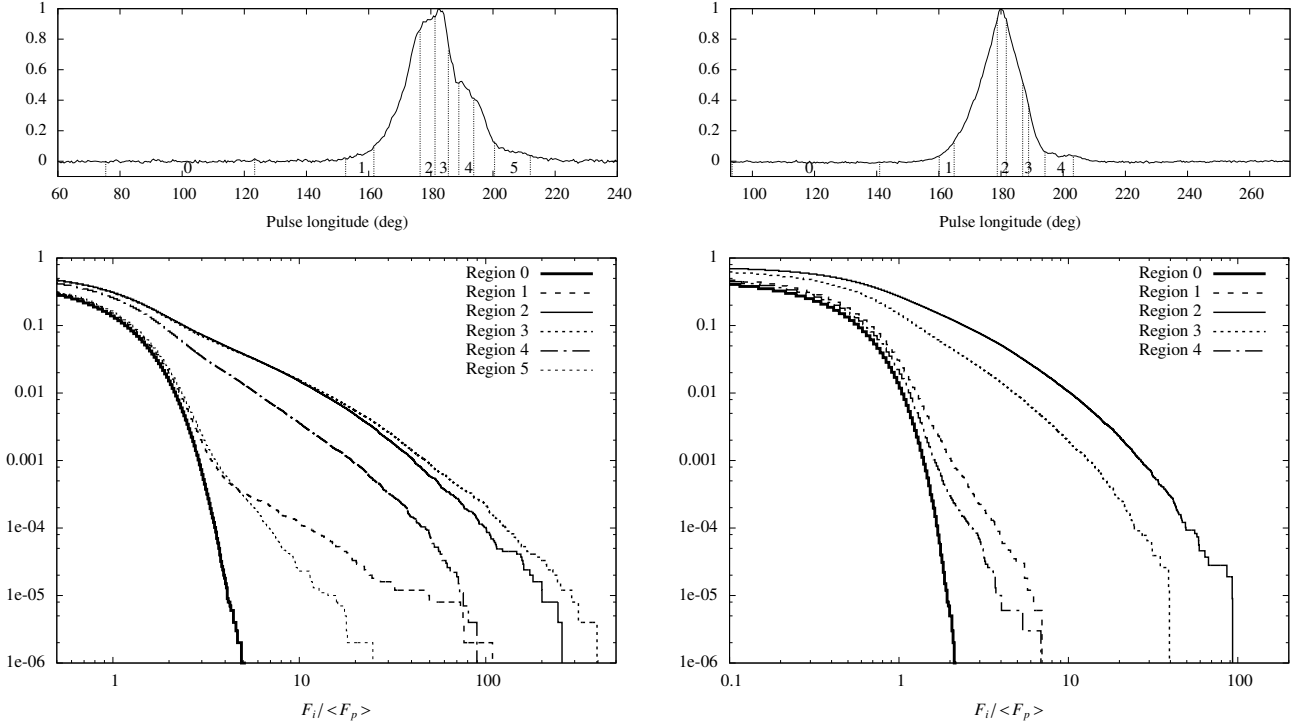 1
0.8
0.6
0.4
0.2
0
0 1 2 3 4 5
60 80 100 120 140 160 180 200 220 240
Pulse longitude (deg)
1
0.8
0.6
0.4
0.2
0
0 1 2 3 4
100 120 140 160 180 200 220 240 260
Pulse longitude (deg)
1
0.1
0.01
0.001
1e-04
1e-05
1e-06
Region 0
Region 1
Region 2
Region 3
Region 4
Region 5
1 10 100
F_i/<F_p>
1
0.1
0.01
0.001
1e-04
1e-05
1e-06
Region 0
Region 1
Region 2
Region 3
Region 4
0.1 1 10 100
F_i/<F_p>